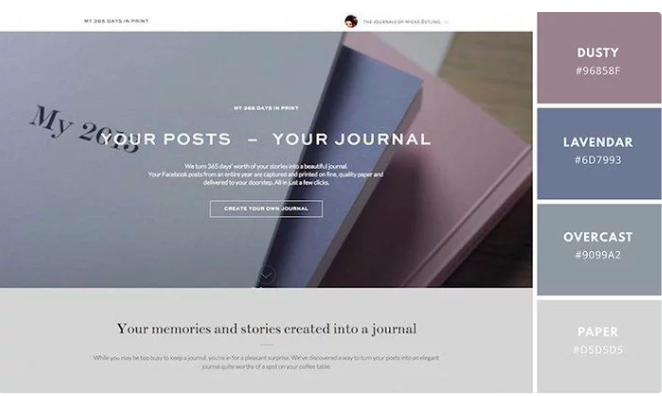 MY 365 DAYS IN PRINT
THE JOURNALS OF MICKE ÖSTLING
MY 365 DAYS IN PRINT
My 2013
YOUR POSTS – YOUR JOURNAL
We turn 365 days' worth of your stories into a beautiful journal.
Your Facebook posts from an entire year are captured and printed on fine, quality paper and
delivered to your doorstep. All in just a few clicks.
CREATE YOUR OWN JOURNAL
Your memories and stories created into a journal
While you may be too busy to keep a journal, you're in for a pleasant surprise. We've discovered a way to turn your posts into an elegant
journal quite worthy of a spot on your coffee table.
DUSTY
#96858F
LAVENDAR
#6D7993
OVERCAST
#9099A2
PAPER
#D5D5D5